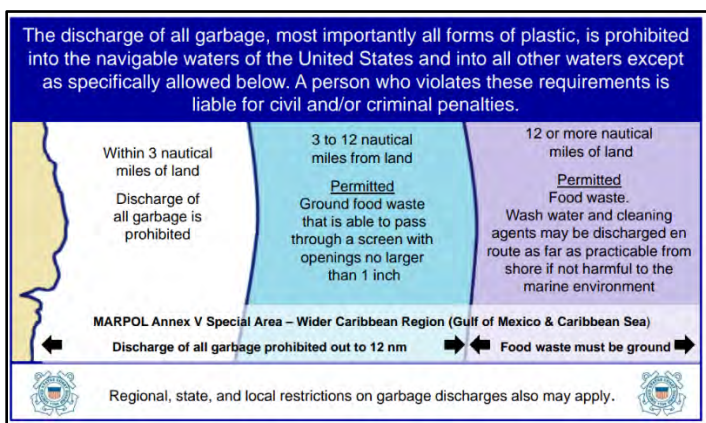 The discharge of all garbage, most importantly all forms of plastic, is prohibited
into the navigable waters of the United States and into all other waters except
as specifically allowed below. A person who violates these requirements is
liable for civil and/or criminal penalties.
Within 3 nautical
miles of land
Discharge of
all garbage is
prohibited
3 to 12 nautical
miles from land
Permitted
Ground food waste
that is able to pass
through a screen with
openings no larger
than 1 inch
12 or more nautical
miles of land
Permitted
Food waste.
Wash water and cleaning
agents may be discharged en
route as far as practicable from
shore if not harmful to the
marine environment
MARPOL Annex V Special Area – Wider Caribbean Region (Gulf of Mexico & Caribbean Sea)
Discharge of all garbage prohibited out to 12 nm
Food waste must be ground
Regional, state, and local restrictions on garbage discharges also may apply.